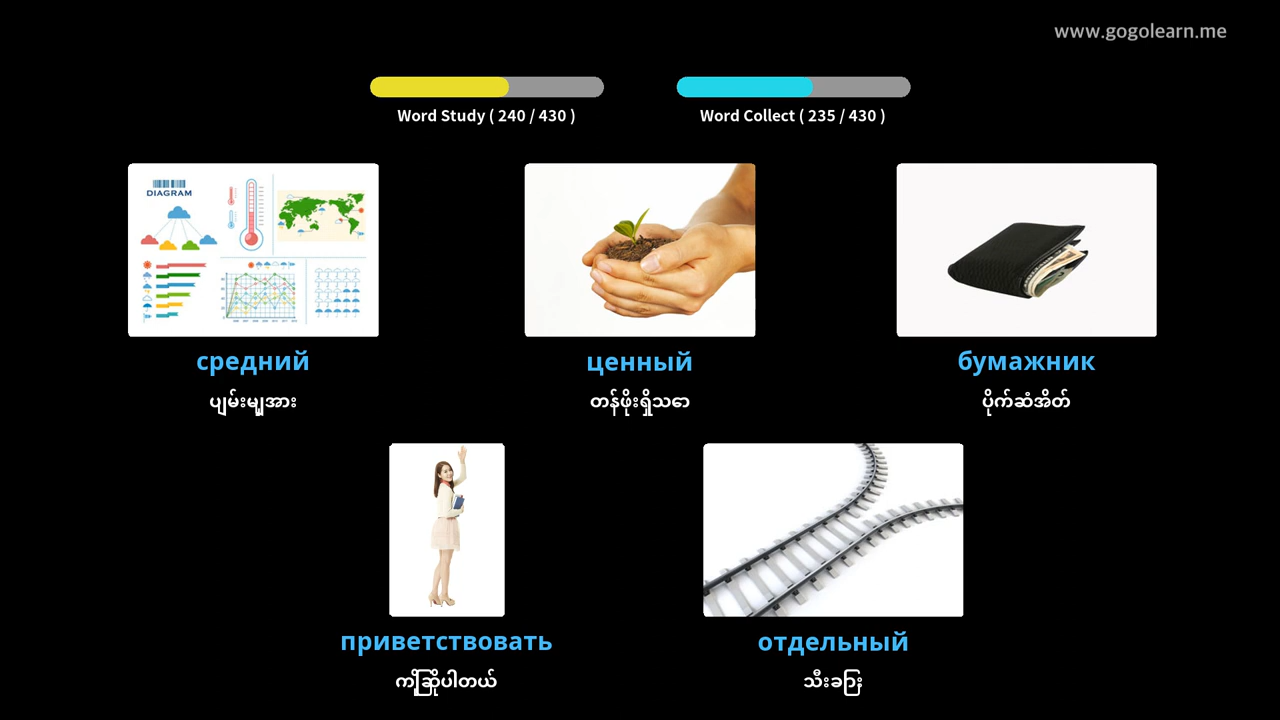 www.gogolearn.me
Word Study ( 240 / 430 )
Word Collect ( 235 / 430 )
DIAGRAM
средний
ပျမ်းမျှအား
ценный
တန်ဖိုးရှိသော
бумажник
ပိုက်ဆံအိတ်
приветствовать
ကြိုဆိုပါတယ်
отдельный
သီးခြား